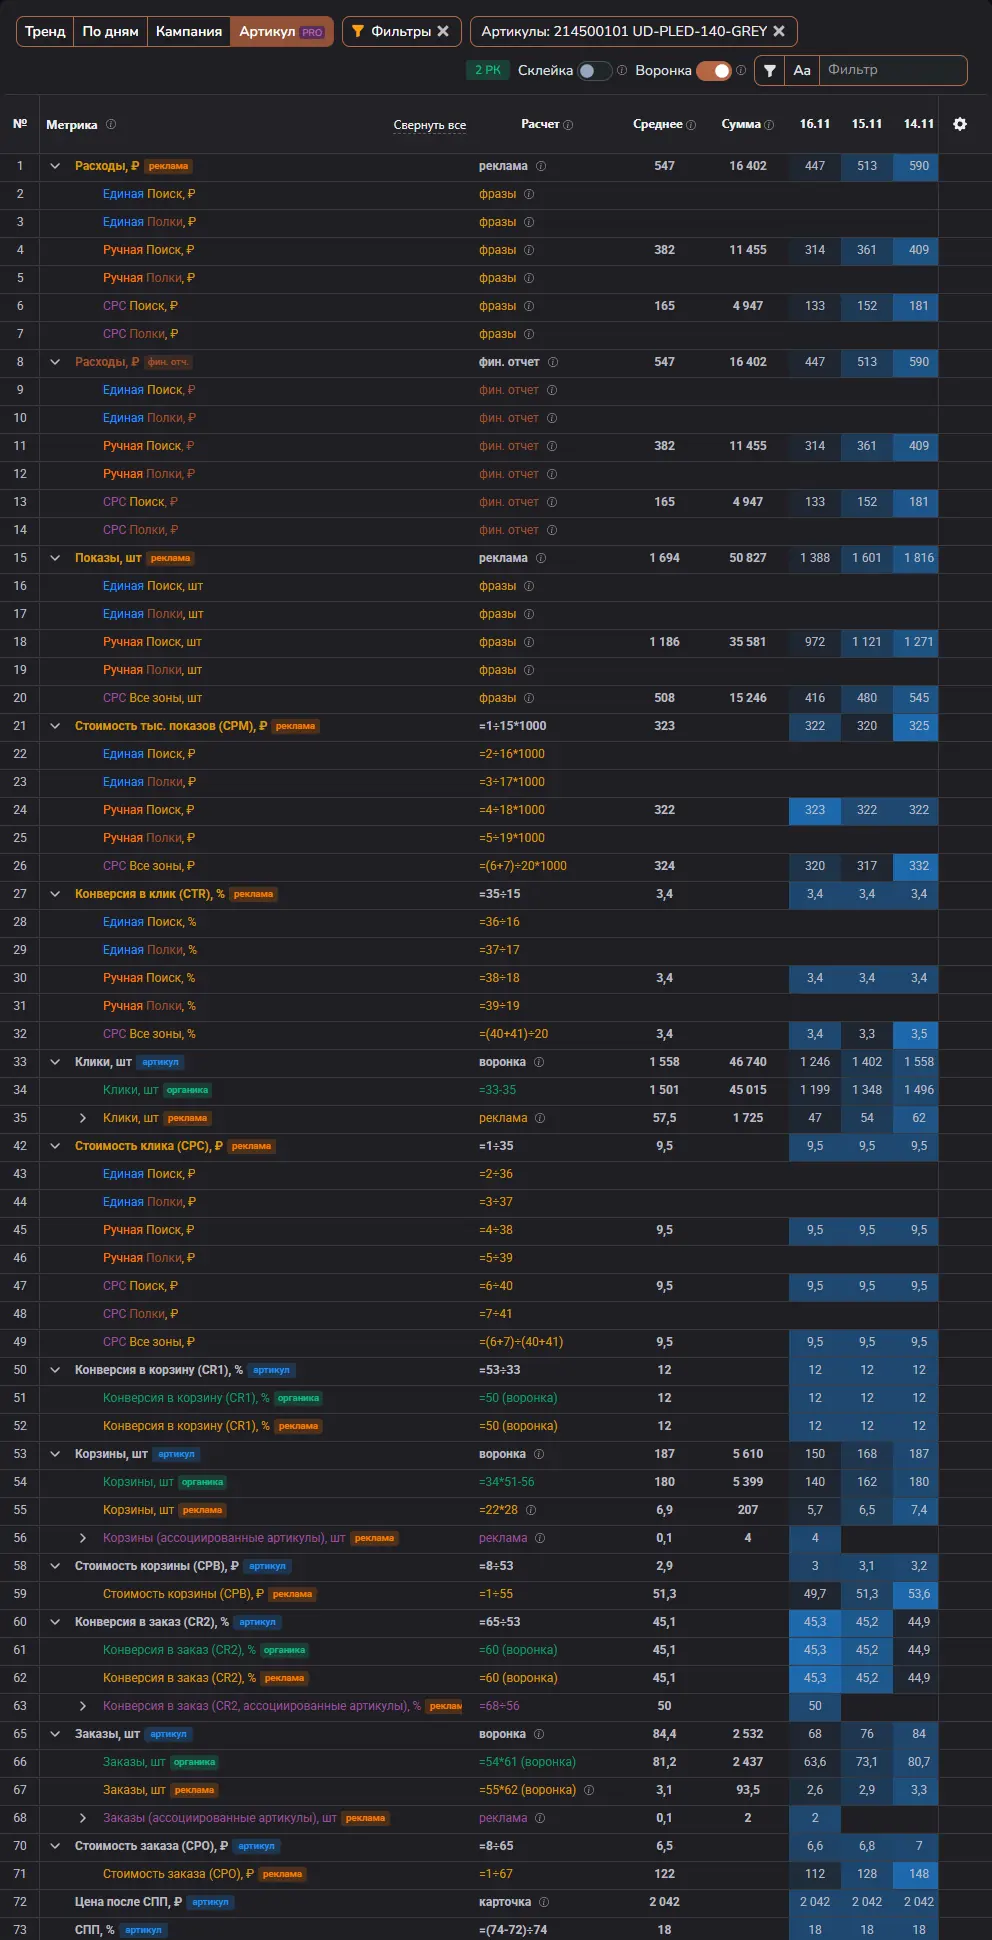 Тренд По дням Кампания Артикул PRO Фильтры ✕ Артикулы: 214500101 UD-PLED-140-GREY ✕
2 РК Склейка Воронка Аа Фильтр
№ Метрика Свернуть все Расчет Среднее Сумма 16.11 15.11 14.11
1 Расходы, ₽ реклама реклама 547 16 402 447 513 590
2 Единая Поиск, ₽ фразы
3 Единая Полки, ₽ фразы
4 Ручная Поиск, ₽ фразы 382 11 455 314 361 409
5 Ручная Полки, ₽ фразы
6 CPC Поиск, ₽ фразы 165 4 947 133 152 181
7 CPC Полки, ₽ фразы
8 Расходы, ₽ фин. отч. фин. отчет 547 16 402 447 513 590
9 Единая Поиск, ₽ фин. отчет
10 Единая Полки, ₽ фин. отчет
11 Ручная Поиск, ₽ фин. отчет 382 11 455 314 361 409
12 Ручная Полки, ₽ фин. отчет
13 CPC Поиск, ₽ фин. отчет 165 4 947 133 152 181
14 CPC Полки, ₽ фин. отчет
15 Показы, шт реклама реклама 1 694 50 827 1 388 1 601 1 816
16 Единая Поиск, шт фразы
17 Единая Полки, шт фразы
18 Ручная Поиск, шт фразы 1 186 35 581 972 1 121 1 271
19 Ручная Полки, шт фразы
20 CPC Все зоны, шт фразы 508 15 246 416 480 545
21 Стоимость тыс. показов (CPM), ₽ реклама =1÷15*1000 323 322 320 325
22 Единая Поиск, ₽ =2÷16*1000
23 Единая Полки, ₽ =3÷17*1000
24 Ручная Поиск, ₽ =4÷18*1000 322 323 322 322
25 Ручная Полки, ₽ =5÷19*1000
26 CPC Все зоны, ₽ =(6+7)÷20*1000 324 320 317 332
27 Конверсия в клик (CTR), % реклама =35÷15 3,4 3,4 3,4 3,4
28 Единая Поиск, % =36÷16
29 Единая Полки, % =37÷17
30 Ручная Поиск, % =38÷18 3,4 3,4 3,4 3,4
31 Ручная Полки, % =39÷19
32 CPC Все зоны, % =(40+41)÷20 3,4 3,4 3,3 3,5
33 Клики, шт артикул воронка 1 558 46 740 1 246 1 402 1 558
34 Клики, шт органика =33-35 1 501 45 015 1 199 1 348 1 496
35 Клики, шт реклама реклама 57,5 1 725 47 54 62
42 Стоимость клика (CPC), ₽ реклама =1÷35 9,5 9,5 9,5 9,5
43 Единая Поиск, ₽ =2÷36
44 Единая Полки, ₽ =3÷37
45 Ручная Поиск, ₽ =4÷38 9,5 9,5 9,5 9,5
46 Ручная Полки, ₽ =5÷39
47 CPC Поиск, ₽ =6÷40 9,5 9,5 9,5 9,5
48 CPC Полки, ₽ =7÷41
49 CPC Все зоны, ₽ =(6+7)÷(40+41) 9,5 9,5 9,5 9,5
50 Конверсия в корзину (CR1), % артикул =53÷33 12 12 12 12
51 Конверсия в корзину (CR1), % органика =50 (воронка) 12 12 12 12
52 Конверсия в корзину (CR1), % реклама =50 (воронка) 12 12 12 12
53 Корзины, шт артикул воронка 187 5 610 150 168 187
54 Корзины, шт органика =34*51-56 180 5 399 140 162 180
55 Корзины, шт реклама =22*28 6,9 207 5,7 6,5 7,4
56 Корзины (ассоциированные артикулы), шт реклама реклама 0,1 4 4
58 Стоимость корзины (CPB), ₽ артикул =8÷53 2,9 3 3,1 3,2
59 Стоимость корзины (CPB), ₽ реклама =1÷55 51,3 49,7 51,3 53,6
60 Конверсия в заказ (CR2), % артикул =65÷53 45,1 45,3 45,2 44,9
61 Конверсия в заказ (CR2), % органика =60 (воронка) 45,1 45,3 45,2 44,9
62 Конверсия в заказ (CR2), % реклама =60 (воронка) 45,1 45,3 45,2 44,9
63 Конверсия в заказ (CR2, ассоциированные артикулы), % реклам =68÷56 50 50
65 Заказы, шт артикул воронка 84,4 2 532 68 76 84
66 Заказы, шт органика =54*61 (воронка) 81,2 2 437 63,6 73,1 80,7
67 Заказы, шт реклама =55*62 (воронка) 3,1 93,5 2,6 2,9 3,3
68 Заказы (ассоциированные артикулы), шт реклама реклама 0,1 2 2
70 Стоимость заказа (CPO), ₽ артикул =8÷65 6,5 6,6 6,8 7
71 Стоимость заказа (CPO), ₽ реклама =1÷67 122 112 128 148
72 Цена после СПП, ₽ артикул карточка 2 042 2 042 2 042 2 042
73 СПП, % артикул =(74-72)÷74 18 18 18 18